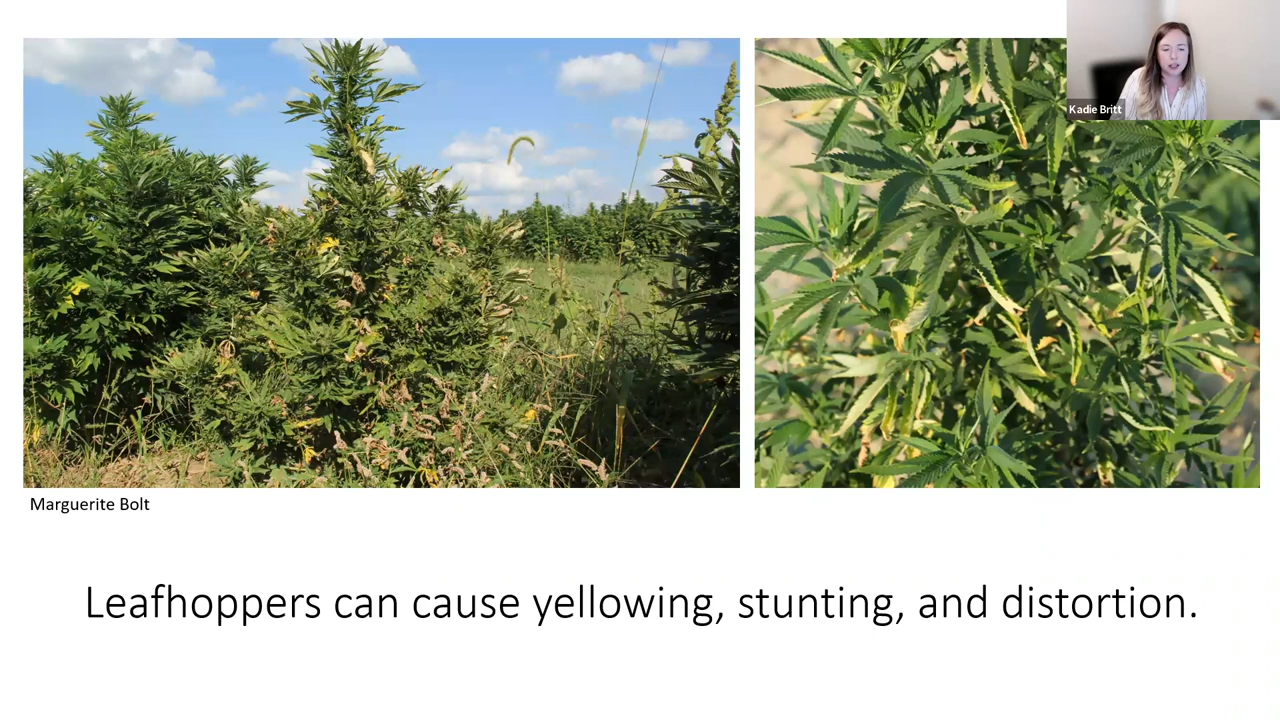 Kadie Britt
Marguerite Bolt
Leafhoppers can cause yellowing, stunting, and distortion.